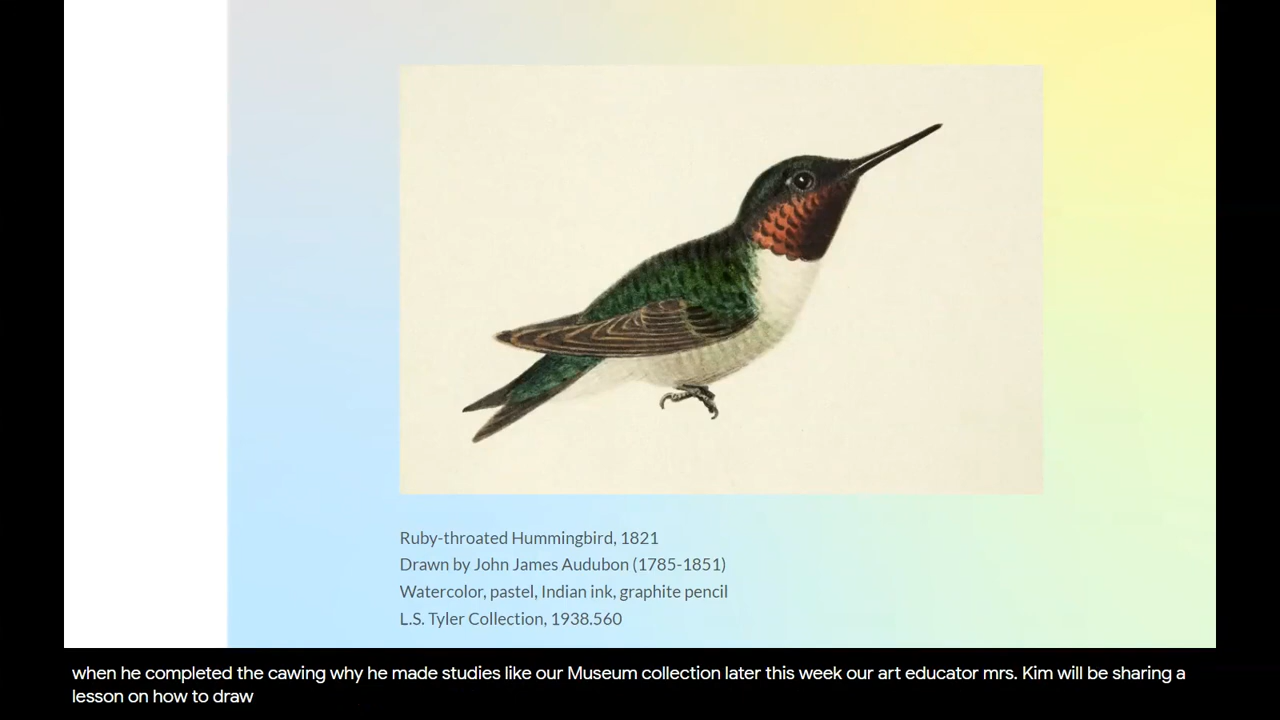 Ruby-throated Hummingbird, 1821
Drawn by John James Audubon (1785-1851)
Watercolor, pastel, Indian ink, graphite pencil
L.S. Tyler Collection, 1938.560
when he completed the cawing why he made studies like our Museum collection later this week our art educator mrs. Kim will be sharing a
lesson on how to draw